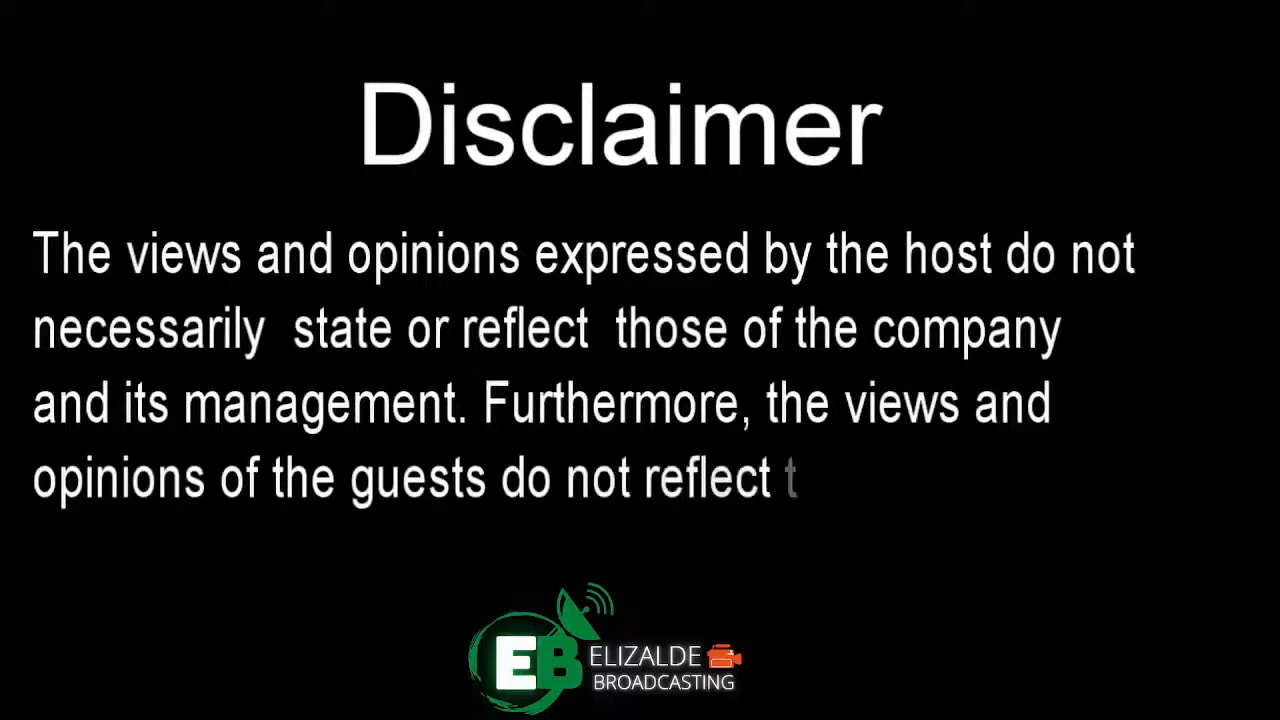 Disclaimer
The views and opinions expressed by the host do not
necessarily  state or reflect  those of the company
and its management. Furthermore, the views and
opinions of the guests do not reflect t
EB
ELIZALDE
BROADCASTING